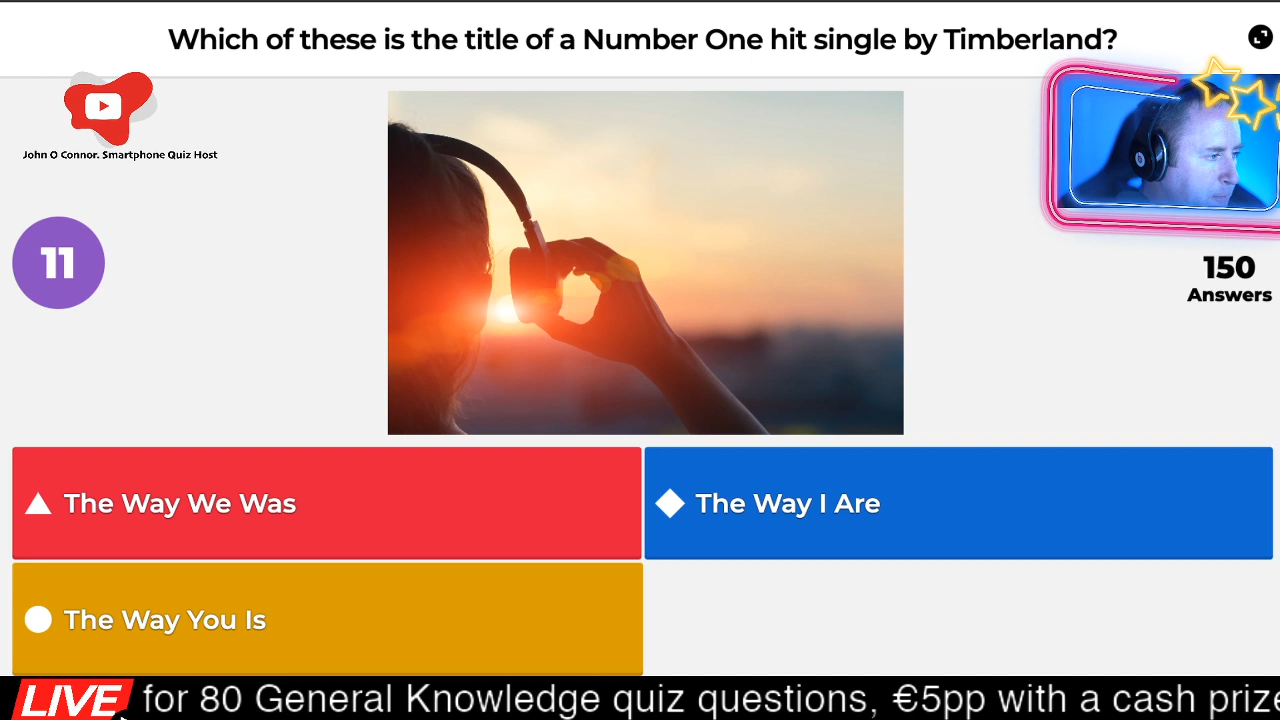 Which of these is the title of a Number One hit single by Timberland?
John O Connor. Smartphone Quiz Host
11
150
Answers
The Way We Was
The Way I Are
The Way You Is
LIVE for 80 General Knowledge quiz questions, €5pp with a cash prize